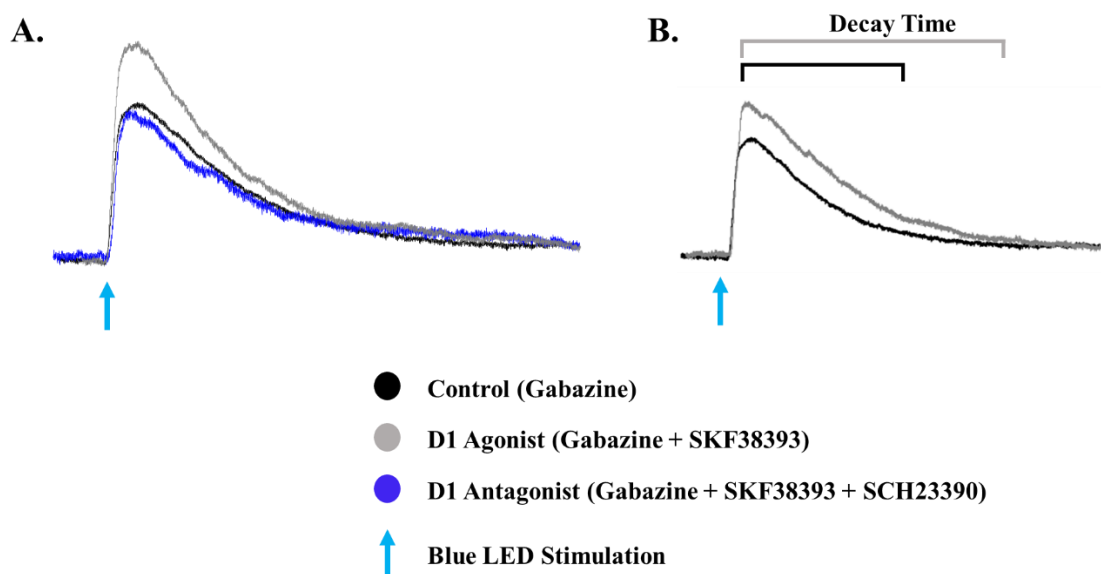 A.
B.
Decay Time
Control (Gabazine)
D1 Agonist (Gabazine + SKF38393)
D1 Antagonist (Gabazine + SKF38393 + SCH23390)
Blue LED Stimulation